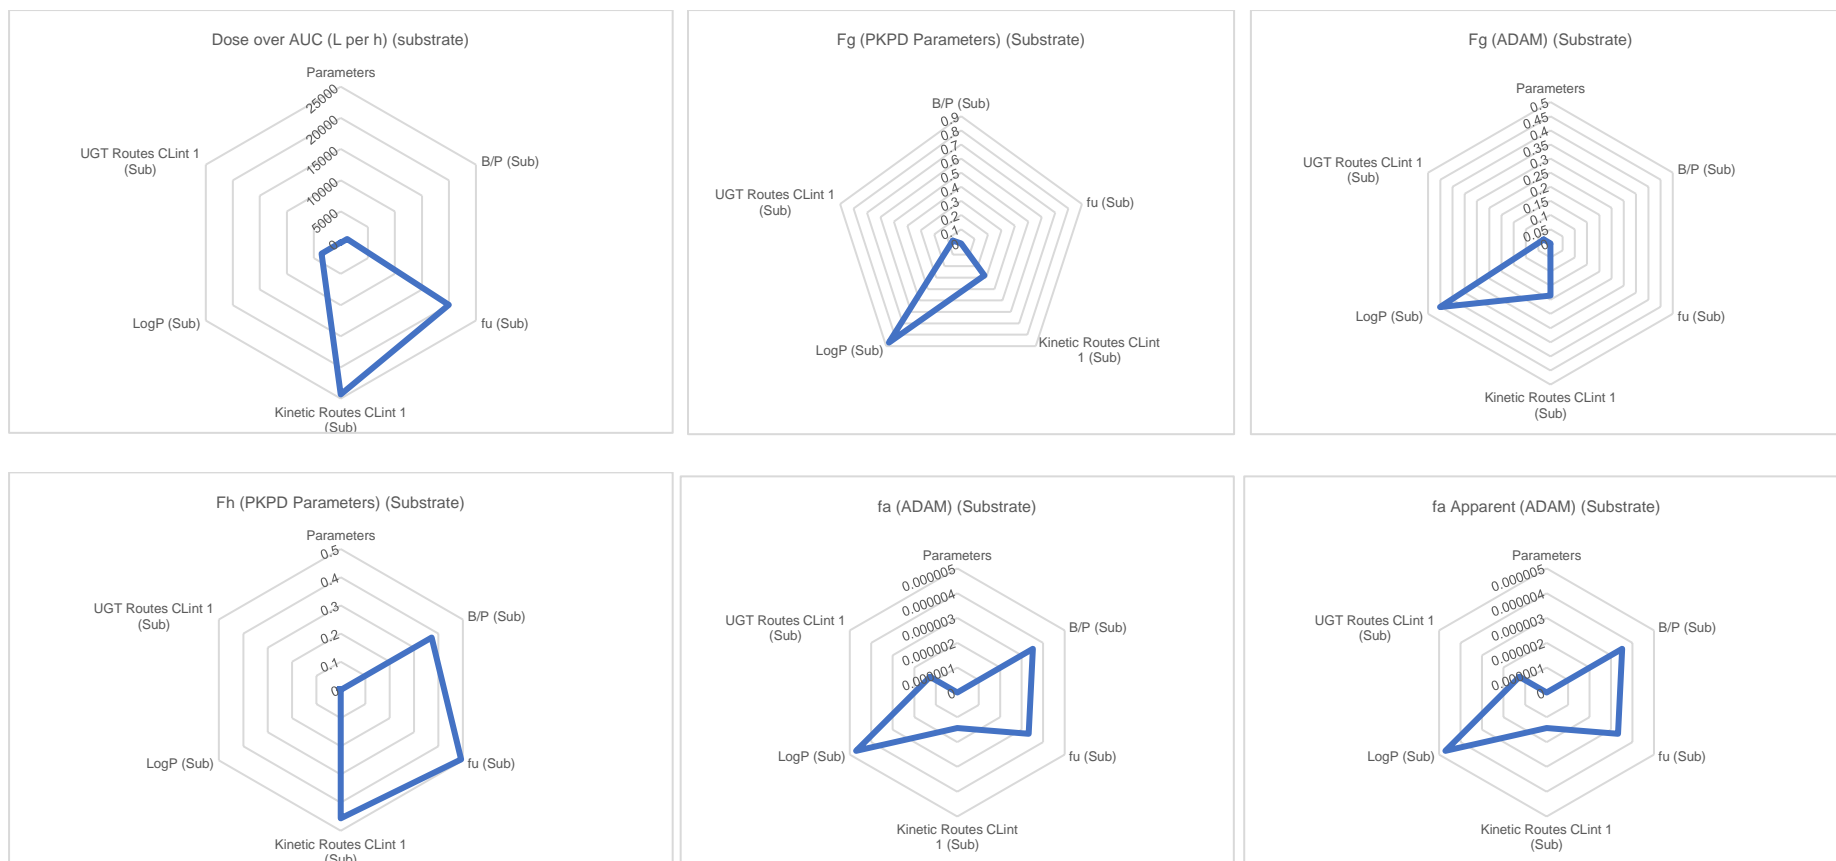 Dose over AUC (L per h) (substrate)
Parameters
25000
20000
15000
10000
5000
0
B/P (Sub)
fu (Sub)
Kinetic Routes CLint 1
(Sub)
LogP (Sub)
UGT Routes CLint 1
(Sub)
Fg (PKPD Parameters) (Substrate)
B/P (Sub)
0.9
0.8
0.7
0.6
0.5
0.4
0.3
0.2
0.1
0
fu (Sub)
Kinetic Routes CLint
1 (Sub)
LogP (Sub)
UGT Routes CLint 1
(Sub)
Fg (ADAM) (Substrate)
Parameters
0.5
0.45
0.4
0.35
0.3
0.25
0.2
0.15
0.1
0.05
0
B/P (Sub)
fu (Sub)
Kinetic Routes CLint 1
(Sub)
LogP (Sub)
UGT Routes CLint 1
(Sub)
Fh (PKPD Parameters) (Substrate)
Parameters
0.5
0.4
0.3
0.2
0.1
0
B/P (Sub)
fu (Sub)
Kinetic Routes CLint 1
(Sub)
LogP (Sub)
UGT Routes CLint 1
(Sub)
fa (ADAM) (Substrate)
Parameters
0.000005
0.000004
0.000003
0.000002
0.000001
0
B/P (Sub)
fu (Sub)
Kinetic Routes CLint
1 (Sub)
LogP (Sub)
UGT Routes CLint 1
(Sub)
fa Apparent (ADAM) (Substrate)
Parameters
0.000005
0.000004
0.000003
0.000002
0.000001
0
B/P (Sub)
fu (Sub)
Kinetic Routes CLint 1
(Sub)
LogP (Sub)
UGT Routes CLint 1
(Sub)